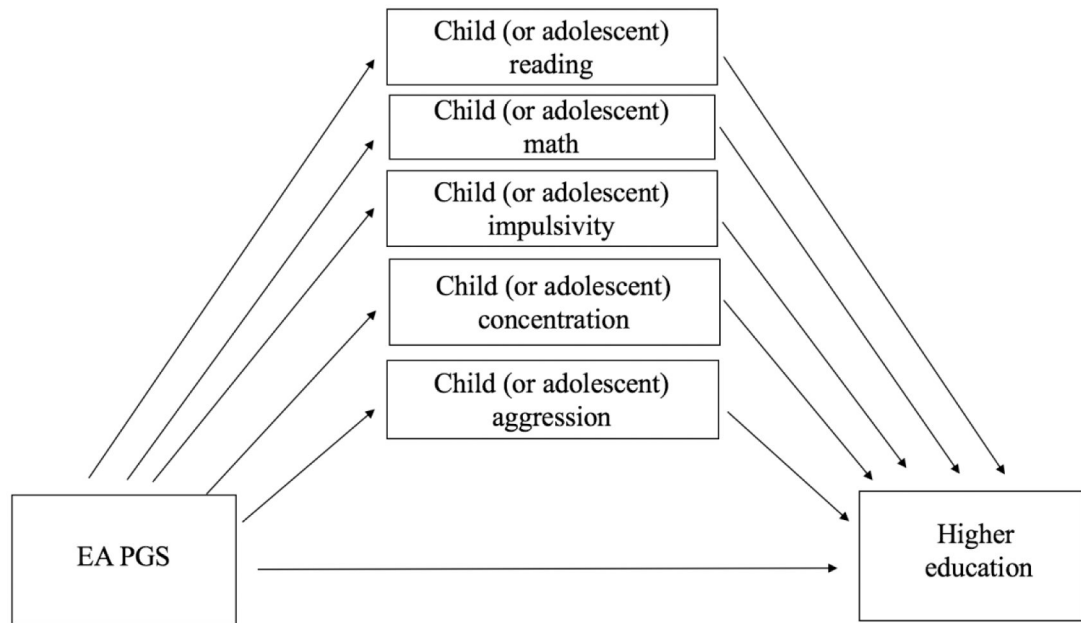 Child (or adolescent)
reading
Child (or adolescent)
math
Child (or adolescent)
impulsivity
Child (or adolescent)
concentration
Child (or adolescent)
aggression
EA PGS
Higher
education